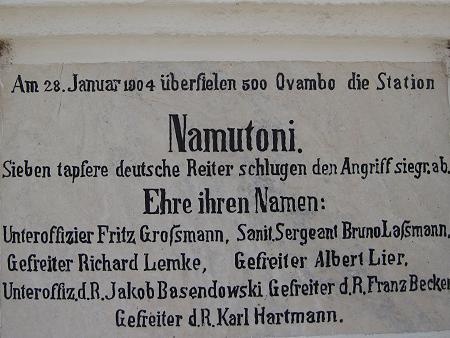 Am 28. Januar 1904 überfielen 500 Ovambo die Station
Namutoni.
Sieben tapfere deutsche Reiter schlugen den Angriff siegr. ab.
Ehre ihren Namen:
Unteroffizier Fritz Großmann, Sanit. Sergeant Bruno Laßmann,
Gefreiter Richard Lemke, Gefreiter Albert Lier,
Unteroffiz. d. R. Jakob Basendowski, Gefreiter d. R. Franz Becker
Gefreiter d. R. Karl Hartmann.